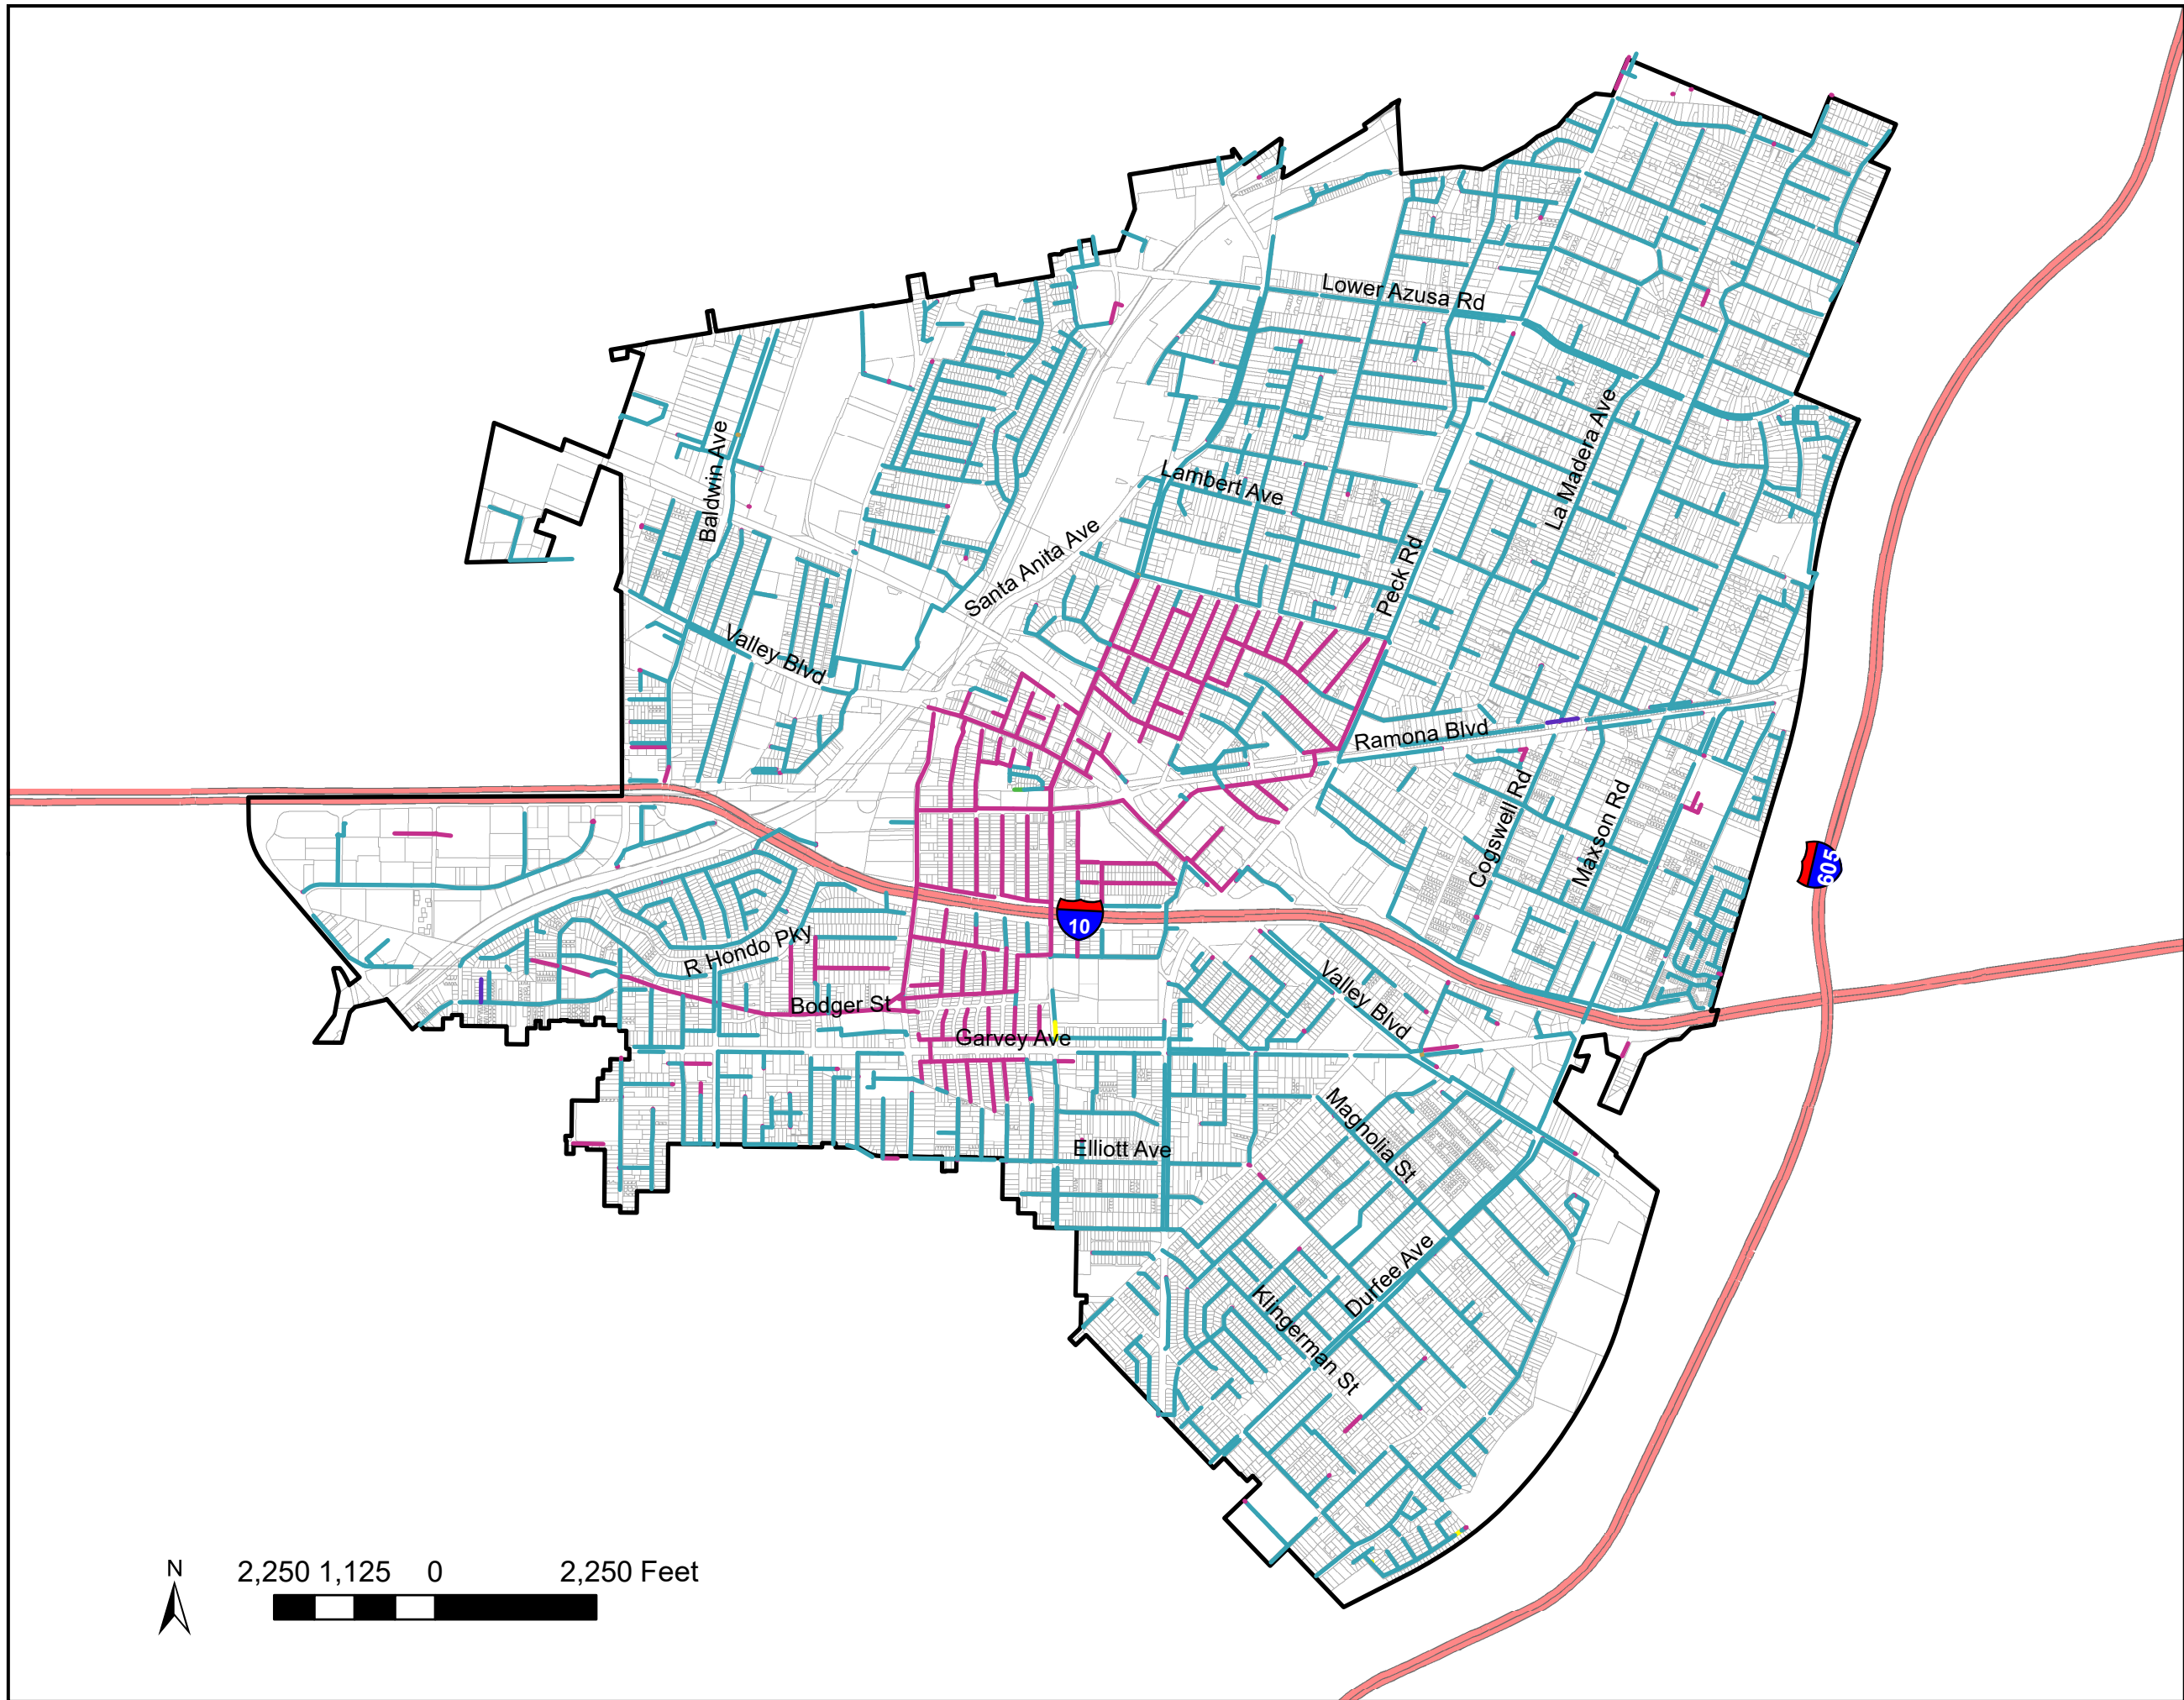 Lower Azusa Rd
La Madera Ave
Baldwin Ave
Lambert Ave
Santa Anita Ave
Peck Rd
Valley Blvd
Ramona Blvd
Cogswell Rd
Maxson Rd
605
10
R Hondo Pky
Valley Blvd
Bodger St
Garvey Ave
Magnolia St
Elliott Ave
Durfee Ave
Klingerman St
N
2,250 1,125 0 2,250 Feet